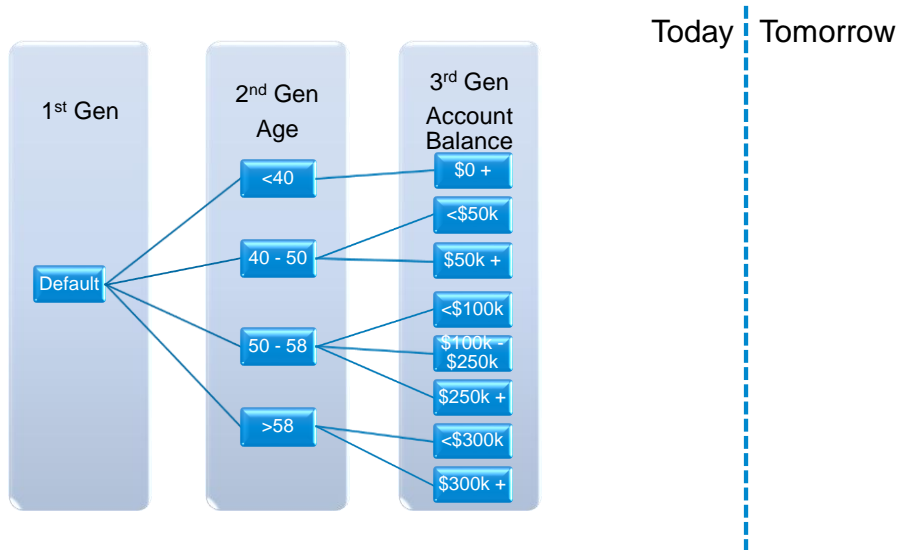 Today Tomorrow
1st Gen
Default
2nd Gen
Age
<40
40 - 50
50 - 58
>58
3rd Gen
Account
Balance
$0 +
<$50k
$50k +
<$100k
$100k -
$250k
$250k +
<$300k
$300k +